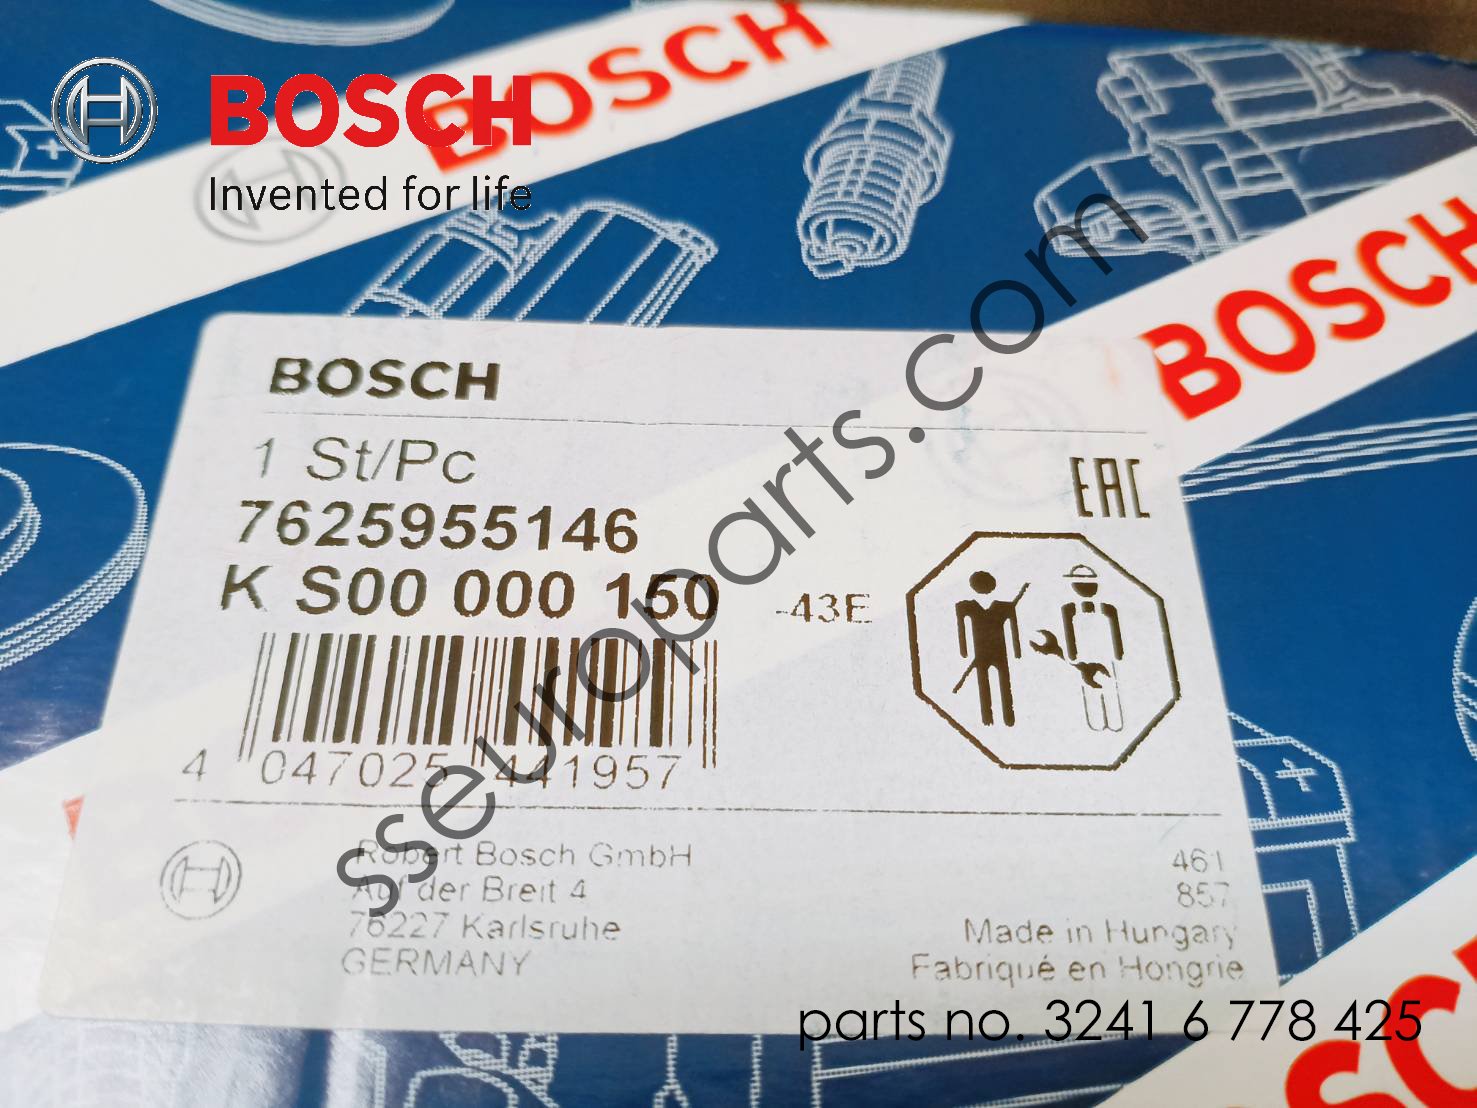 BOSCH
BOSCH
Invented for life
BOSCH
BOSCH
1 St/Pc
EAC
7625955146
K S00 000 150 -43E
4 047025 441957
Robert Bosch GmbH
Auf der Breit 4
76227 Karlsruhe
GERMANY
461
857
Made in Hungary
Fabriqué en Hongrie
sseuroparts.com
parts no. 3241 6 778 425